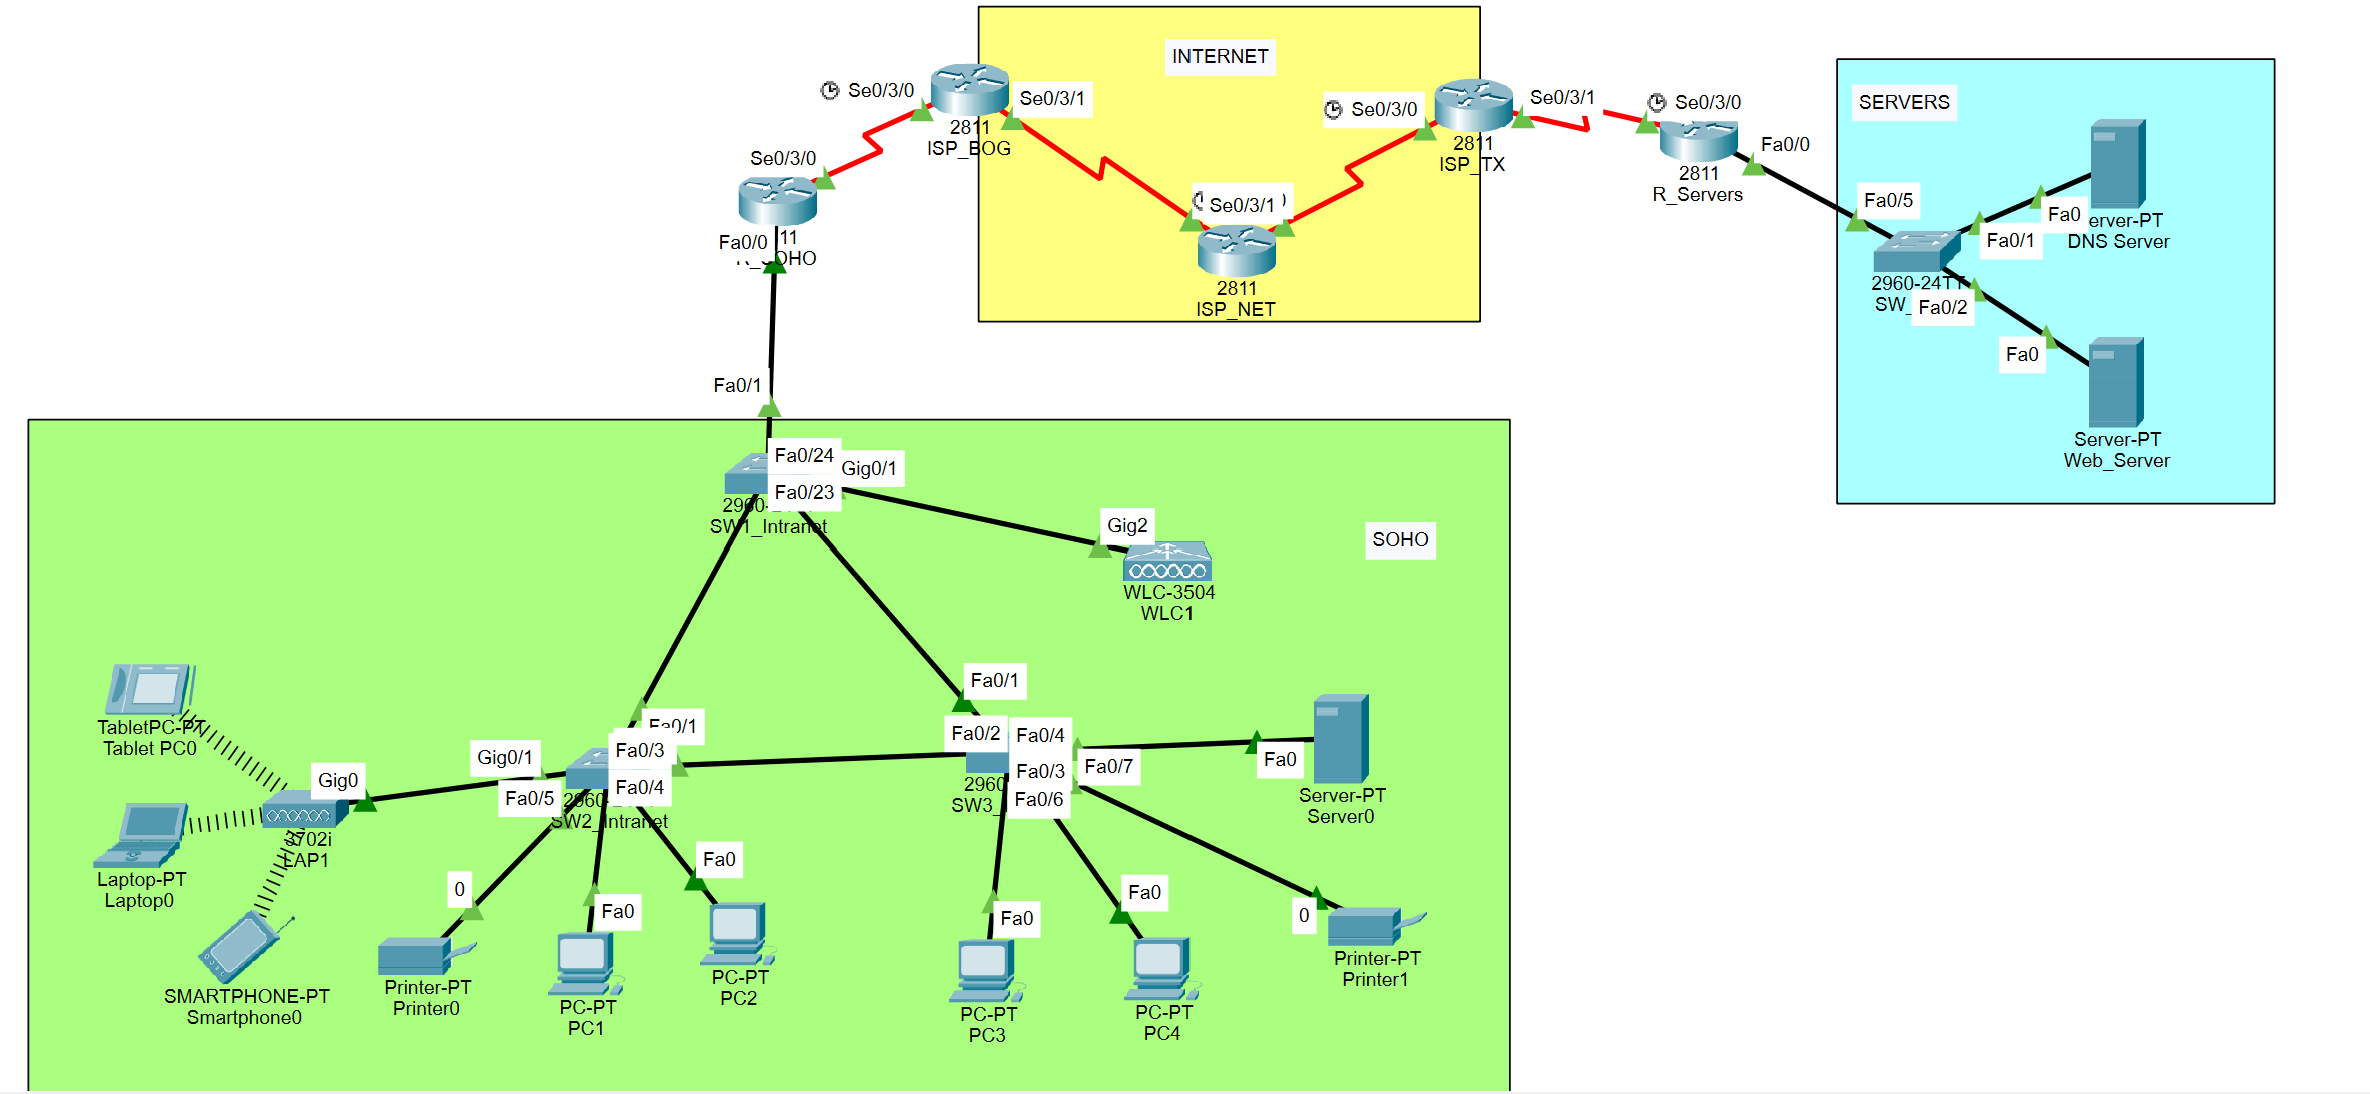 INTERNET
SERVERS
Se0/3/0
Se0/3/1
2811
ISP_BOG
Se0/3/0
Se0/3/1
2811
ISP_TX
Se0/3/0
2811
R_Servers
Fa0/0
Se0/3/0
Fa0/0
11
OHO
Se0/3/1
2811
ISP_NET
Fa0/5
Fa0
erver-PT
DNS Server
Fa0/1
2960-24TT
SW_
Fa0/2
Fa0
Server-PT
Web_Server
Fa0/1
Fa0/24
Gig0/1
Fa0/23
SW1_Intranet
Gig2
WLC-3504
WLC1
SOHO
TabletPC-PT
Tablet PC0
Gig0
3702i
LAP1
Laptop-PT
Laptop0
SMARTPHONE-PT
Smartphone0
Gig0/1
Fa0/1
Fa0/3
Fa0/4
Fa0/5
SW2_Intranet
0
Printer-PT
Printer0
Fa0
PC-PT
PC1
Fa0
PC-PT
PC2
Fa0/1
Fa0/2
Fa0/4
Fa0/3
Fa0/7
Fa0/6
2960
SW3_
Fa0
Server-PT
Server0
Fa0
PC-PT
PC3
Fa0
PC-PT
PC4
0
Printer-PT
Printer1